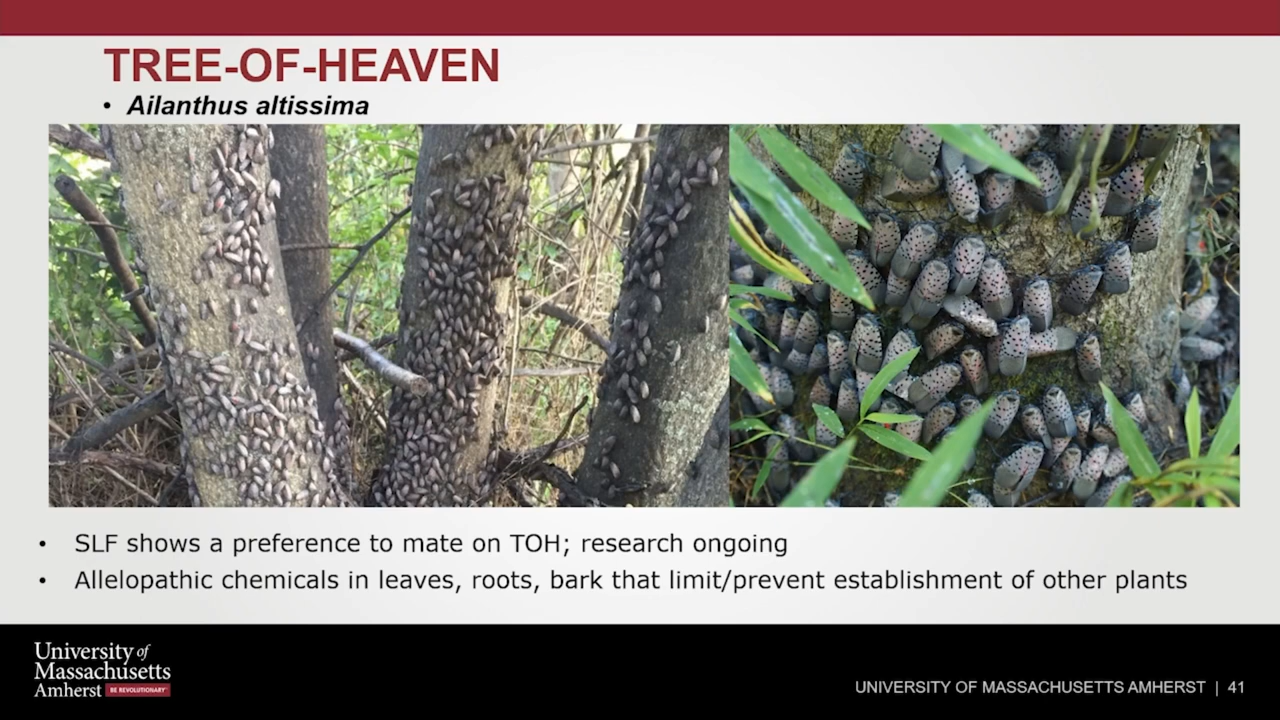 TREE-OF-HEAVEN
• Ailanthus altissima
• SLF shows a preference to mate on TOH; research ongoing
• Allelopathic chemicals in leaves, roots, bark that limit/prevent establishment of other plants
University of
Massachusetts
Amherst BE REVOLUTIONARY™
UNIVERSITY OF MASSACHUSETTS AMHERST | 41